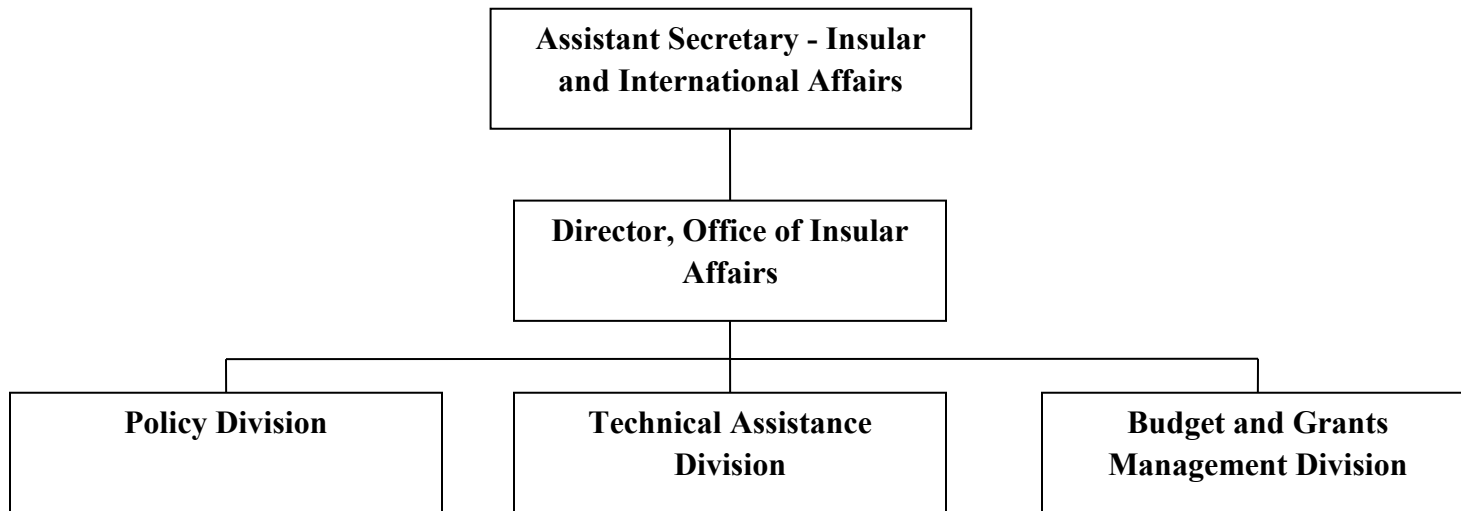 Assistant Secretary - Insular
and International Affairs
Director, Office of Insular
Affairs
Policy Division
Technical Assistance
Division
Budget and Grants
Management Division